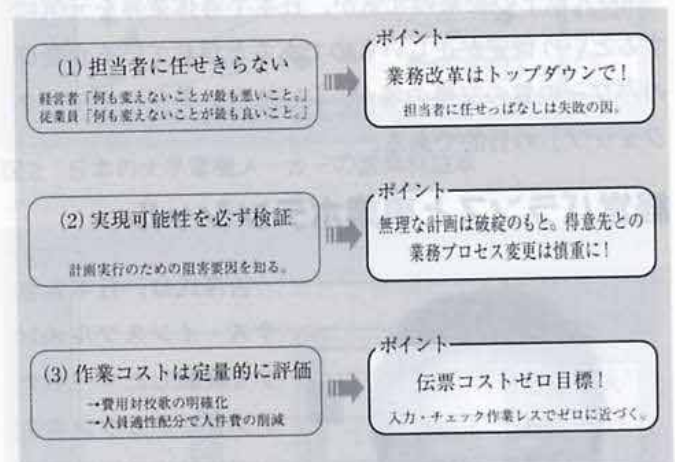 (1) 担当者に任せきらない
経営者「何も変えないことが最も悪いこと。」
従業員「何も変えないことが最も良いこと。」
ポイント
業務改革はトップダウンで!
担当者に任せっぱなしは失敗の因。
(2) 実現可能性を必ず検証
計画実行のための阻害要因を知る。
ポイント
無理な計画は破綻のもと。得意先との
業務プロセス変更は慎重に!
(3) 作業コストは定量的に評価
→費用対校歌の明確化
→人員適性配分で人件費の削減
ポイント
伝票コストゼロ目標!
入力・チェック作業レスでゼロに近づく。